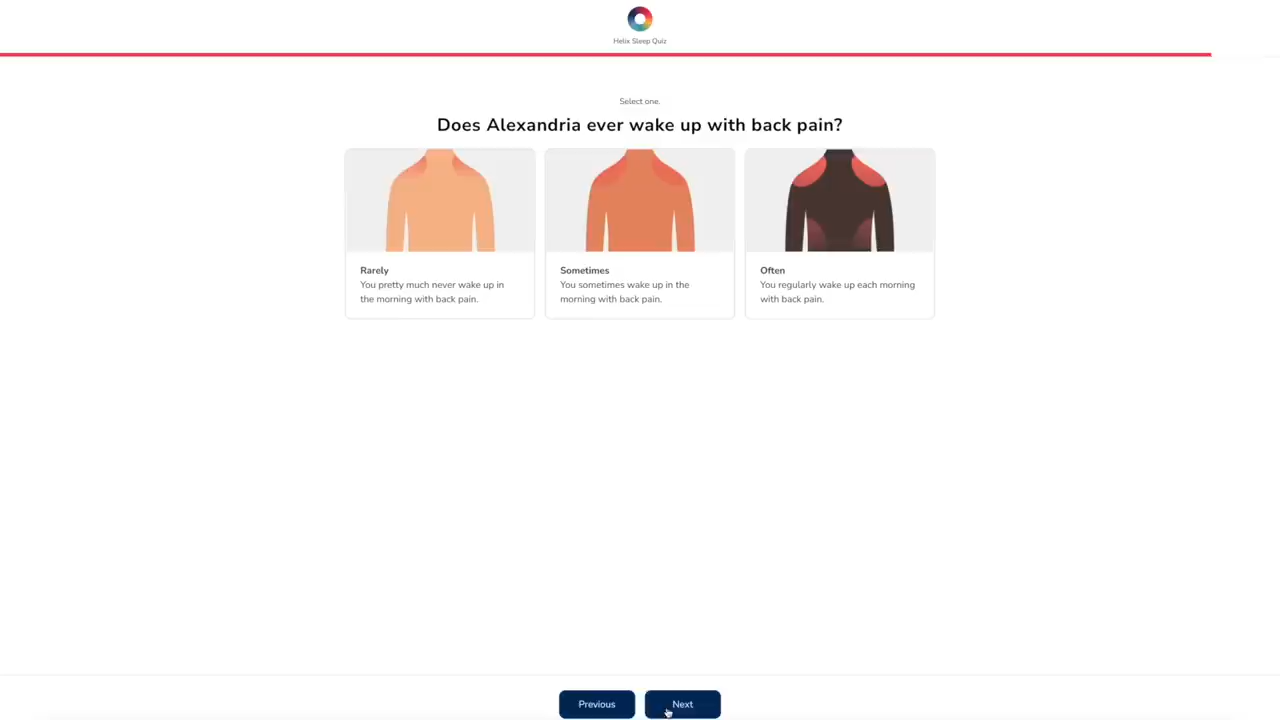 Helix Sleep Quiz
Select one.
Does Alexandria ever wake up with back pain?
Rarely
You pretty much never wake up in
the morning with back pain.
Sometimes
You sometimes wake up in the
morning with back pain.
Often
You regularly wake up each morning
with back pain.
Previous
Next